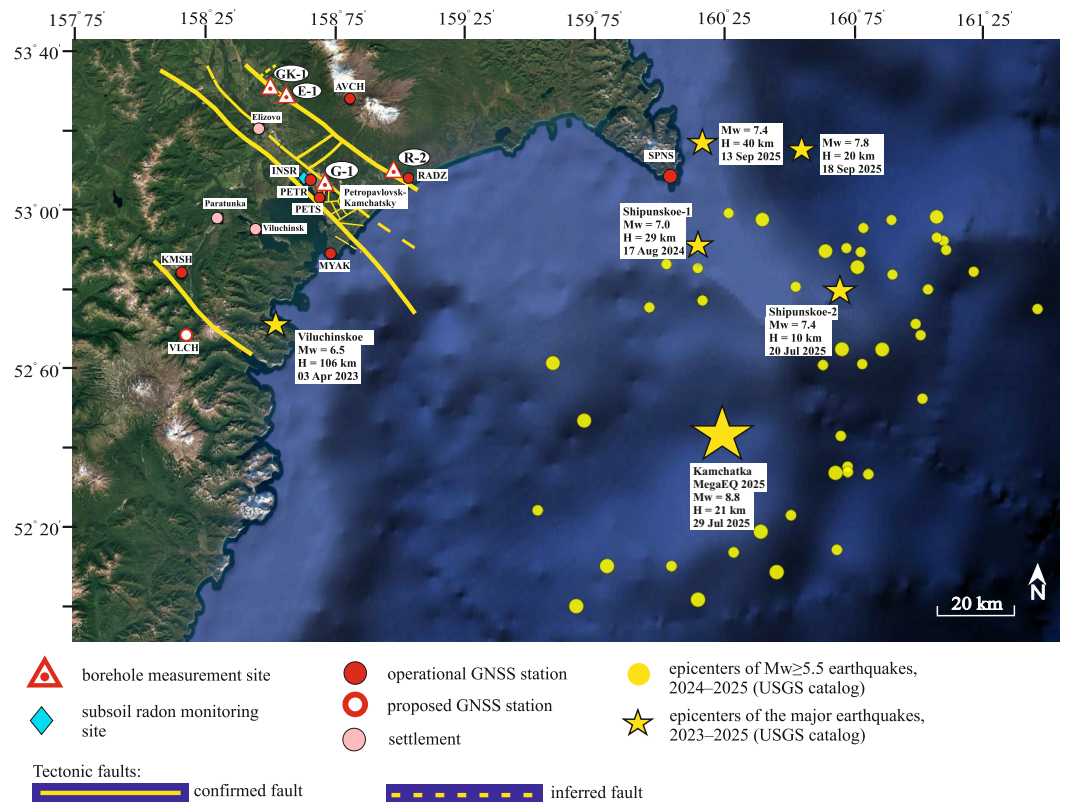 157°75'
158°25'
158°75'
159°25'
159°75'
160°25'
160°75'
161°25'
53°40'
53°00'
52°60'
52°20'
GK-1
E-1
AVCH
Elizovo
INSR
G-1
R-2
RADZ
PETR
PETS
Petropavlovsk-
Kamchatsky
Paratunka
Viluchinsk
KMSH
MYAK
VLCH
SPNS
Mw = 7.4
H = 40 km
13 Sep 2025
Mw = 7.8
H = 20 km
18 Sep 2025
Shipunskoe-1
Mw = 7.0
H = 29 km
17 Aug 2024
Shipunskoe-2
Mw = 7.4
H = 10 km
20 Jul 2025
Viluchinskoe
Mw = 6.5
H = 106 km
03 Apr 2023
Kamchatka
MegaEQ 2025
Mw = 8.8
H = 21 km
29 Jul 2025
N
20 km
borehole measurement site
subsoil radon monitoring
site
operational GNSS station
proposed GNSS station
settlement
epicenters of Mw≥5.5 earthquakes,
2024–2025 (USGS catalog)
epicenters of the major earthquakes,
2023–2025 (USGS catalog)
Tectonic faults:
confirmed fault
inferred fault